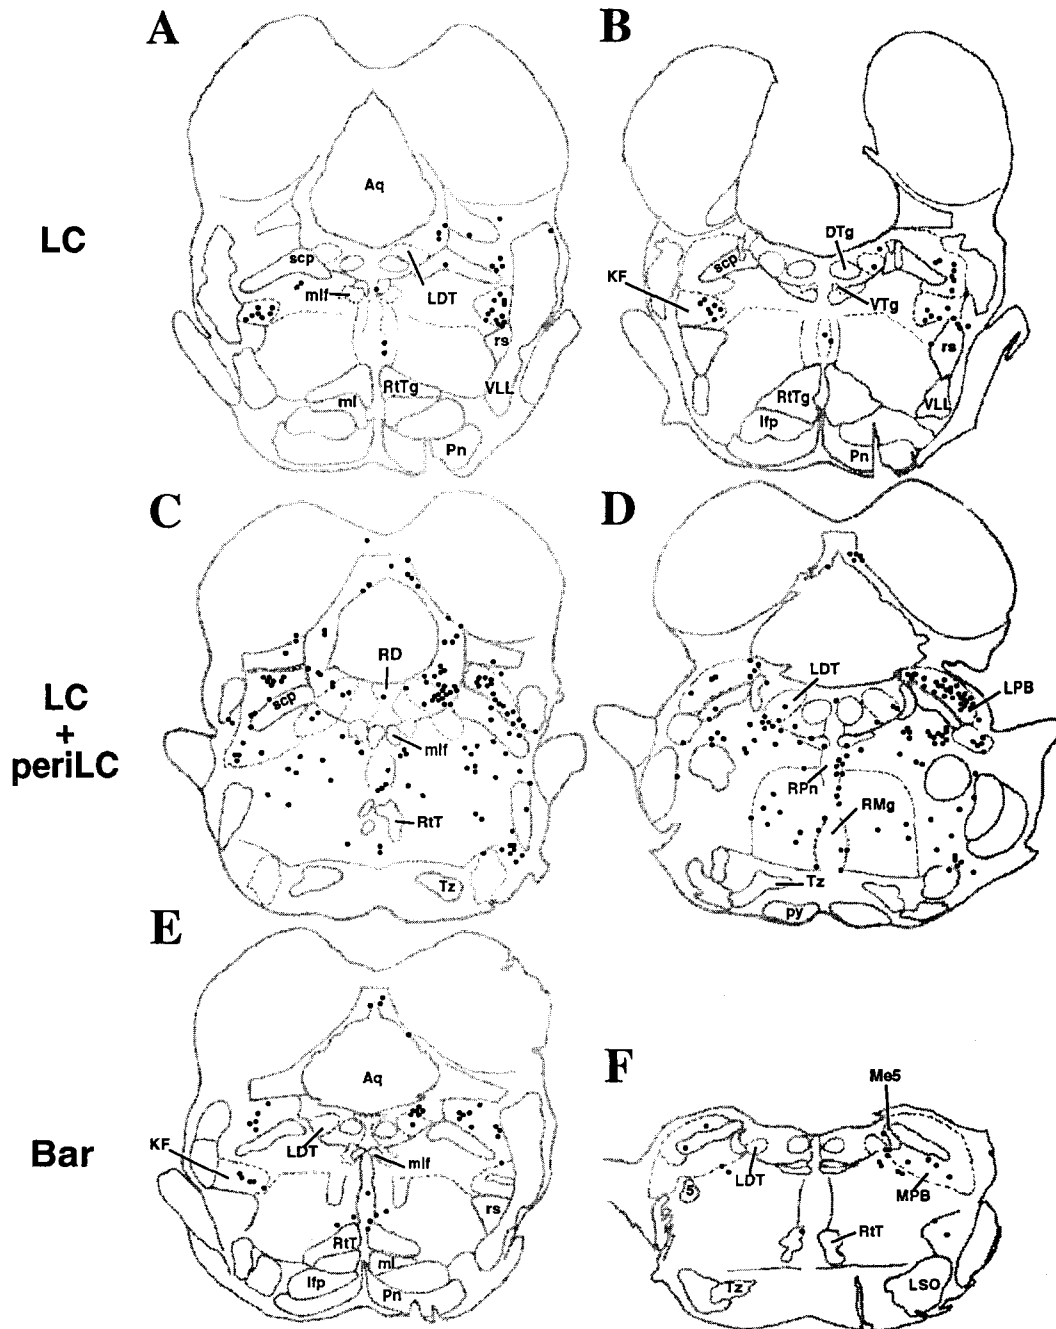 A
B
LC
Aq
scp
mlf
LDT
rs
RtTg
ml
VLL
Pn
DTg
scp
KF
VTg
rs
RtTg
VLL
lfp
Pn
C
D
LC
+
periLC
RD
scp
mlf
RtT
Tz
LDT
LPB
RPn
RMg
Tz
py
E
F
Bar
Aq
KF
LDT
mlf
rs
RtT
ml
lfp
Pn
Me5
LDT
5
MPB
RtT
Tz
LSO